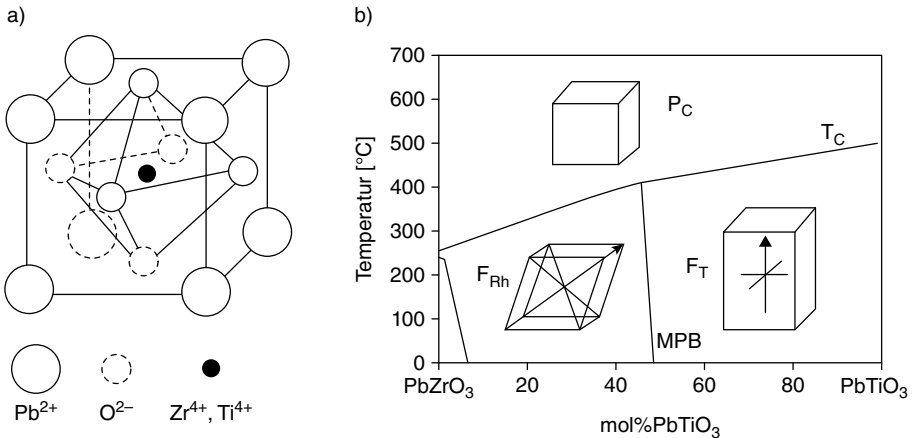 a)
Pb²⁺
O²⁻
Zr⁴⁺, Ti⁴⁺
b)
Temperatur [°C]
700
600
500
400
300
200
100
0
P_C
T_C
F_Rh
F_T
MPB
PbZrO₃
20
40
60
80
PbTiO₃
mol%PbTiO₃